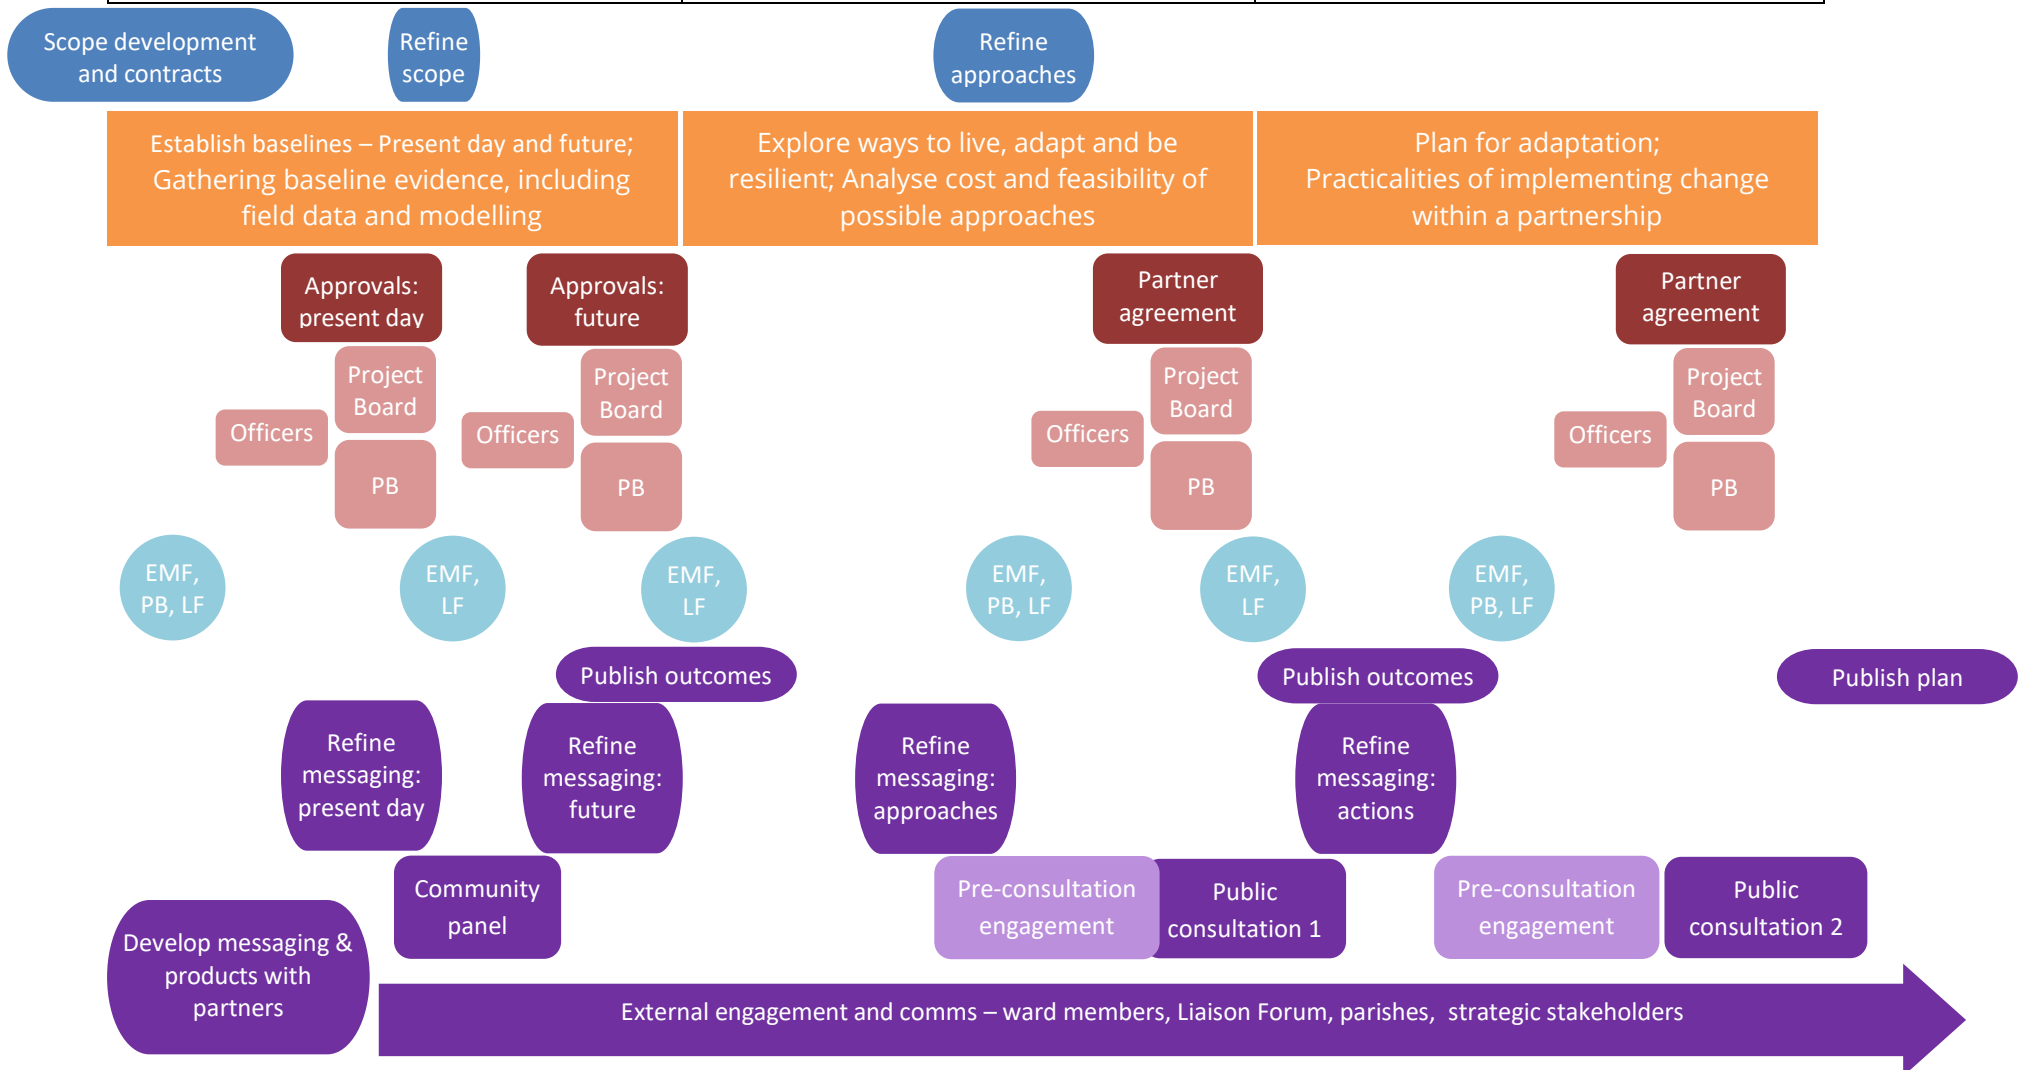 Scope development
and contracts
Refine
scope
Refine
approaches
Establish baselines – Present day and future;
Gathering baseline evidence, including
field data and modelling
Explore ways to live, adapt and be
resilient; Analyse cost and feasibility of
possible approaches
Plan for adaptation;
Practicalities of implementing change
within a partnership
Approvals:
present day
Approvals:
future
Partner
agreement
Partner
agreement
Officers
Project
Board
PB
Officers
Project
Board
PB
Officers
Project
Board
PB
Officers
Project
Board
PB
EMF,
PB, LF
EMF,
LF
EMF,
LF
EMF,
PB, LF
EMF,
LF
EMF,
PB, LF
Publish outcomes
Publish outcomes
Publish plan
Refine
messaging:
present day
Refine
messaging:
future
Refine
messaging:
approaches
Refine
messaging:
actions
Community
panel
Pre-consultation
engagement
Public
consultation 1
Pre-consultation
engagement
Public
consultation 2
Develop messaging &
products with
partners
External engagement and comms – ward members, Liaison Forum, parishes,  strategic stakeholders